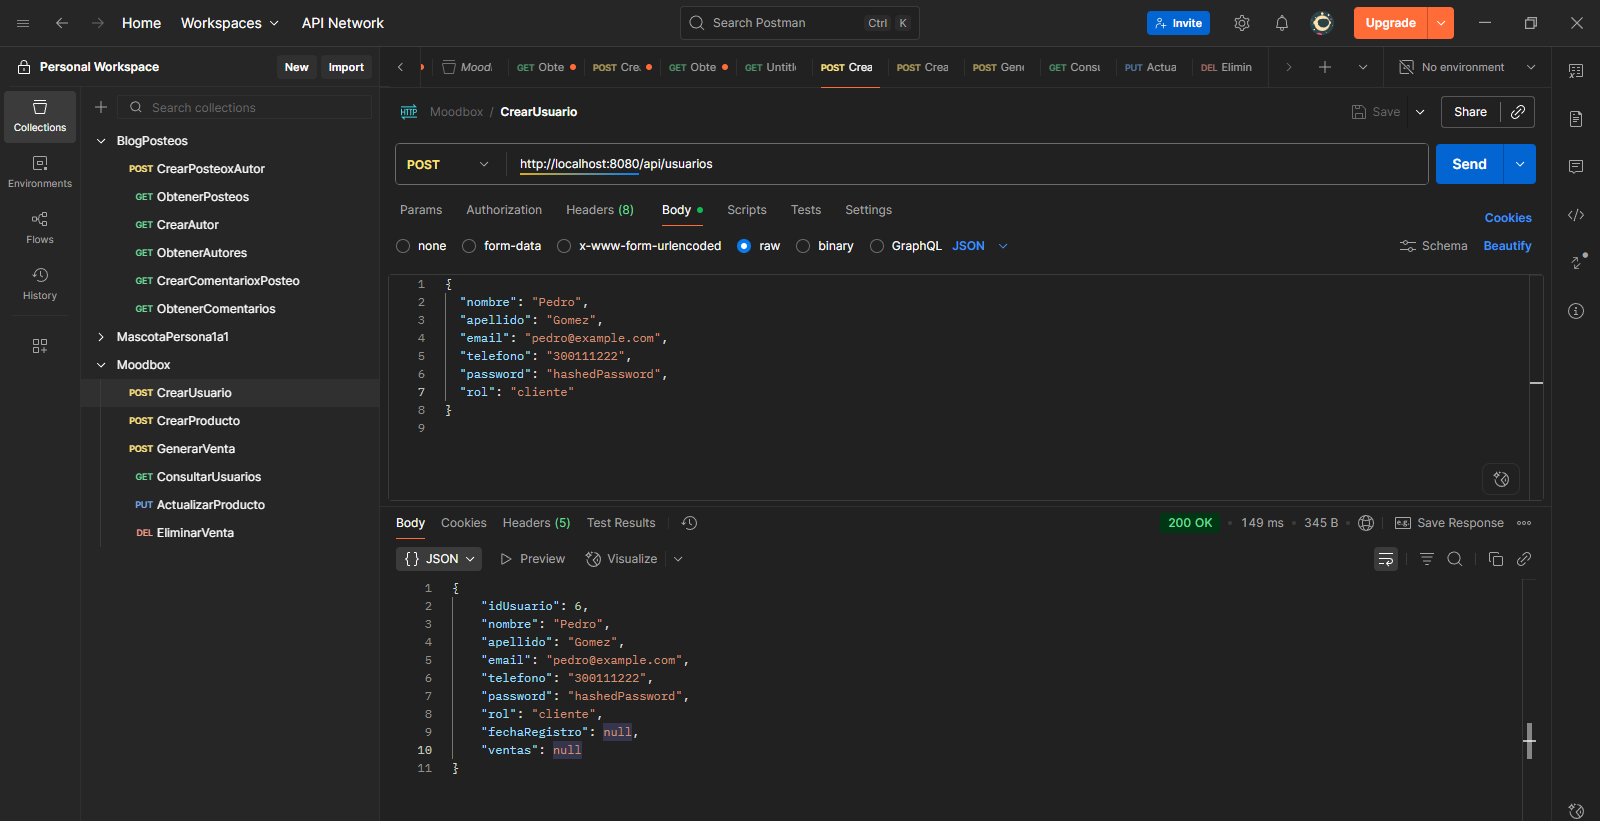 Home Workspaces API Network Search Postman Ctrl K Invite Upgrade
Personal Workspace New Import
Moodl GET Obte POST Cre GET Obte GET Untitl POST Crea POST Crea POST Gene GET Consu PUT Actua DEL Elimin No environment
Collections
Environments
Flows
History
Search collections
BlogPosteos
POST CrearPosteoxAutor
GET ObtenerPosteos
GET CrearAutor
GET ObtenerAutores
GET CrearComentarioxPosteo
GET ObtenerComentarios
MascotaPersona1a1
Moodbox
POST CrearUsuario
POST CrearProducto
POST GenerarVenta
GET ConsultarUsuarios
PUT ActualizarProducto
DEL EliminarVenta
HTTP Moodbox / CrearUsuario Save Share
POST http://localhost:8080/api/usuarios Send
Params Authorization Headers (8) Body Scripts Tests Settings Cookies
none form-data x-www-form-urlencoded raw binary GraphQL JSON Schema Beautify
1 {
2 "nombre": "Pedro",
3 "apellido": "Gomez",
4 "email": "pedro@example.com",
5 "telefono": "300111222",
6 "password": "hashedPassword",
7 "rol": "cliente"
8 }
9
Body Cookies Headers (5) Test Results 200 OK • 149 ms • 345 B • e.g. Save Response
{} JSON Preview Visualize
1 {
2 "idUsuario": 6,
3 "nombre": "Pedro",
4 "apellido": "Gomez",
5 "email": "pedro@example.com",
6 "telefono": "300111222",
7 "password": "hashedPassword",
8 "rol": "cliente",
9 "fechaRegistro": null,
10 "ventas": null
11 }